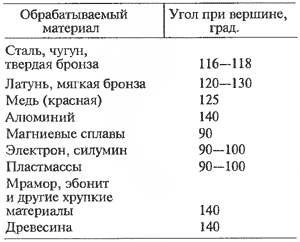 Обрабатываемый материал Угол при вершине, град.
Сталь, чугун,
твердая бронза 116—118
Латунь, мягкая бронза 120—130
Медь (красная) 125
Алюминий 140
Магниевые сплавы 90
Электрон, силумин 90—100
Пластмассы 90—100
Мрамор, эбонит
и другие хрупкие
материалы 140
Древесина 140